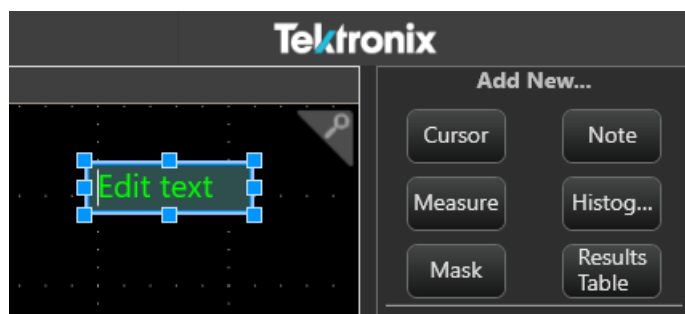 Tektronix
Add New...
Cursor
Note
Edit text
Measure
Histog...
Mask
Results
Table